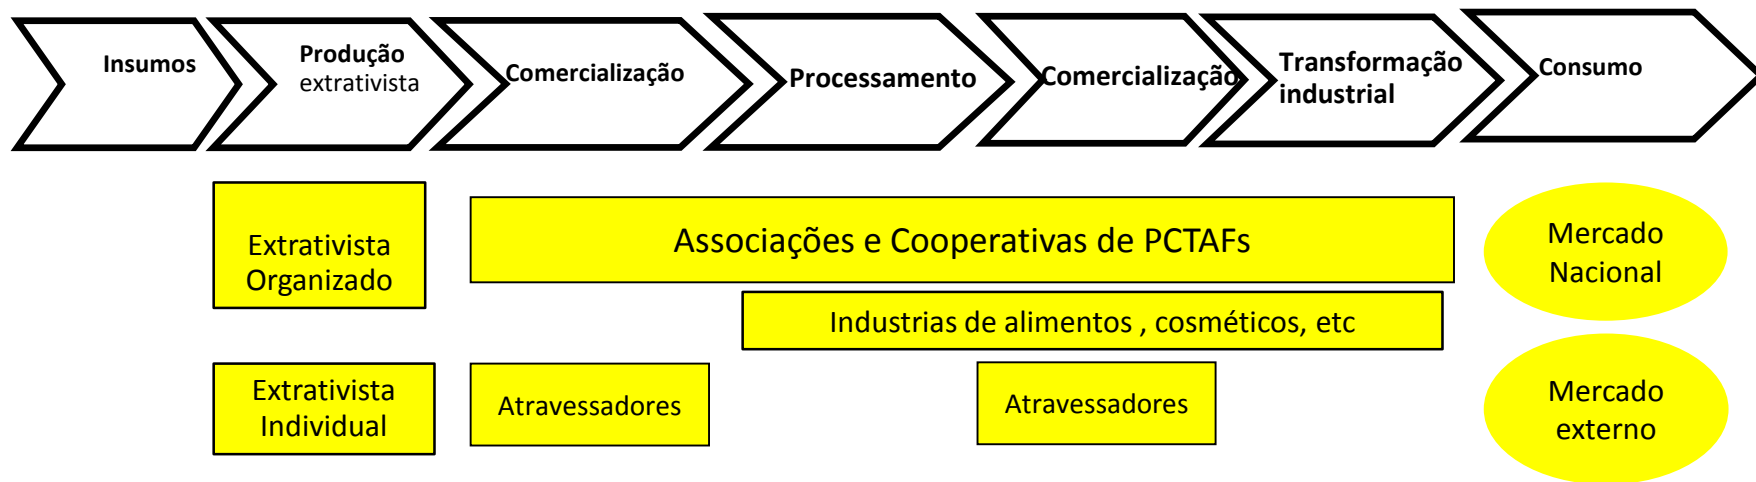 Insumos
Produção
extrativista
Comercialização
Processamento
Comercialização
Transformação
industrial
Consumo
Extrativista
Organizado
Associações e Cooperativas de PCTAFs
Mercado
Nacional
Industrias de alimentos , cosméticos, etc
Extrativista
Individual
Atravessadores
Atravessadores
Mercado
externo